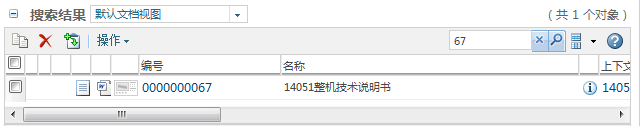 搜索结果 默认文档视图 ( 共 1 个对象 )
操作 67
编号 名称 上下文
0000000067 14051整机技术说明书 1405